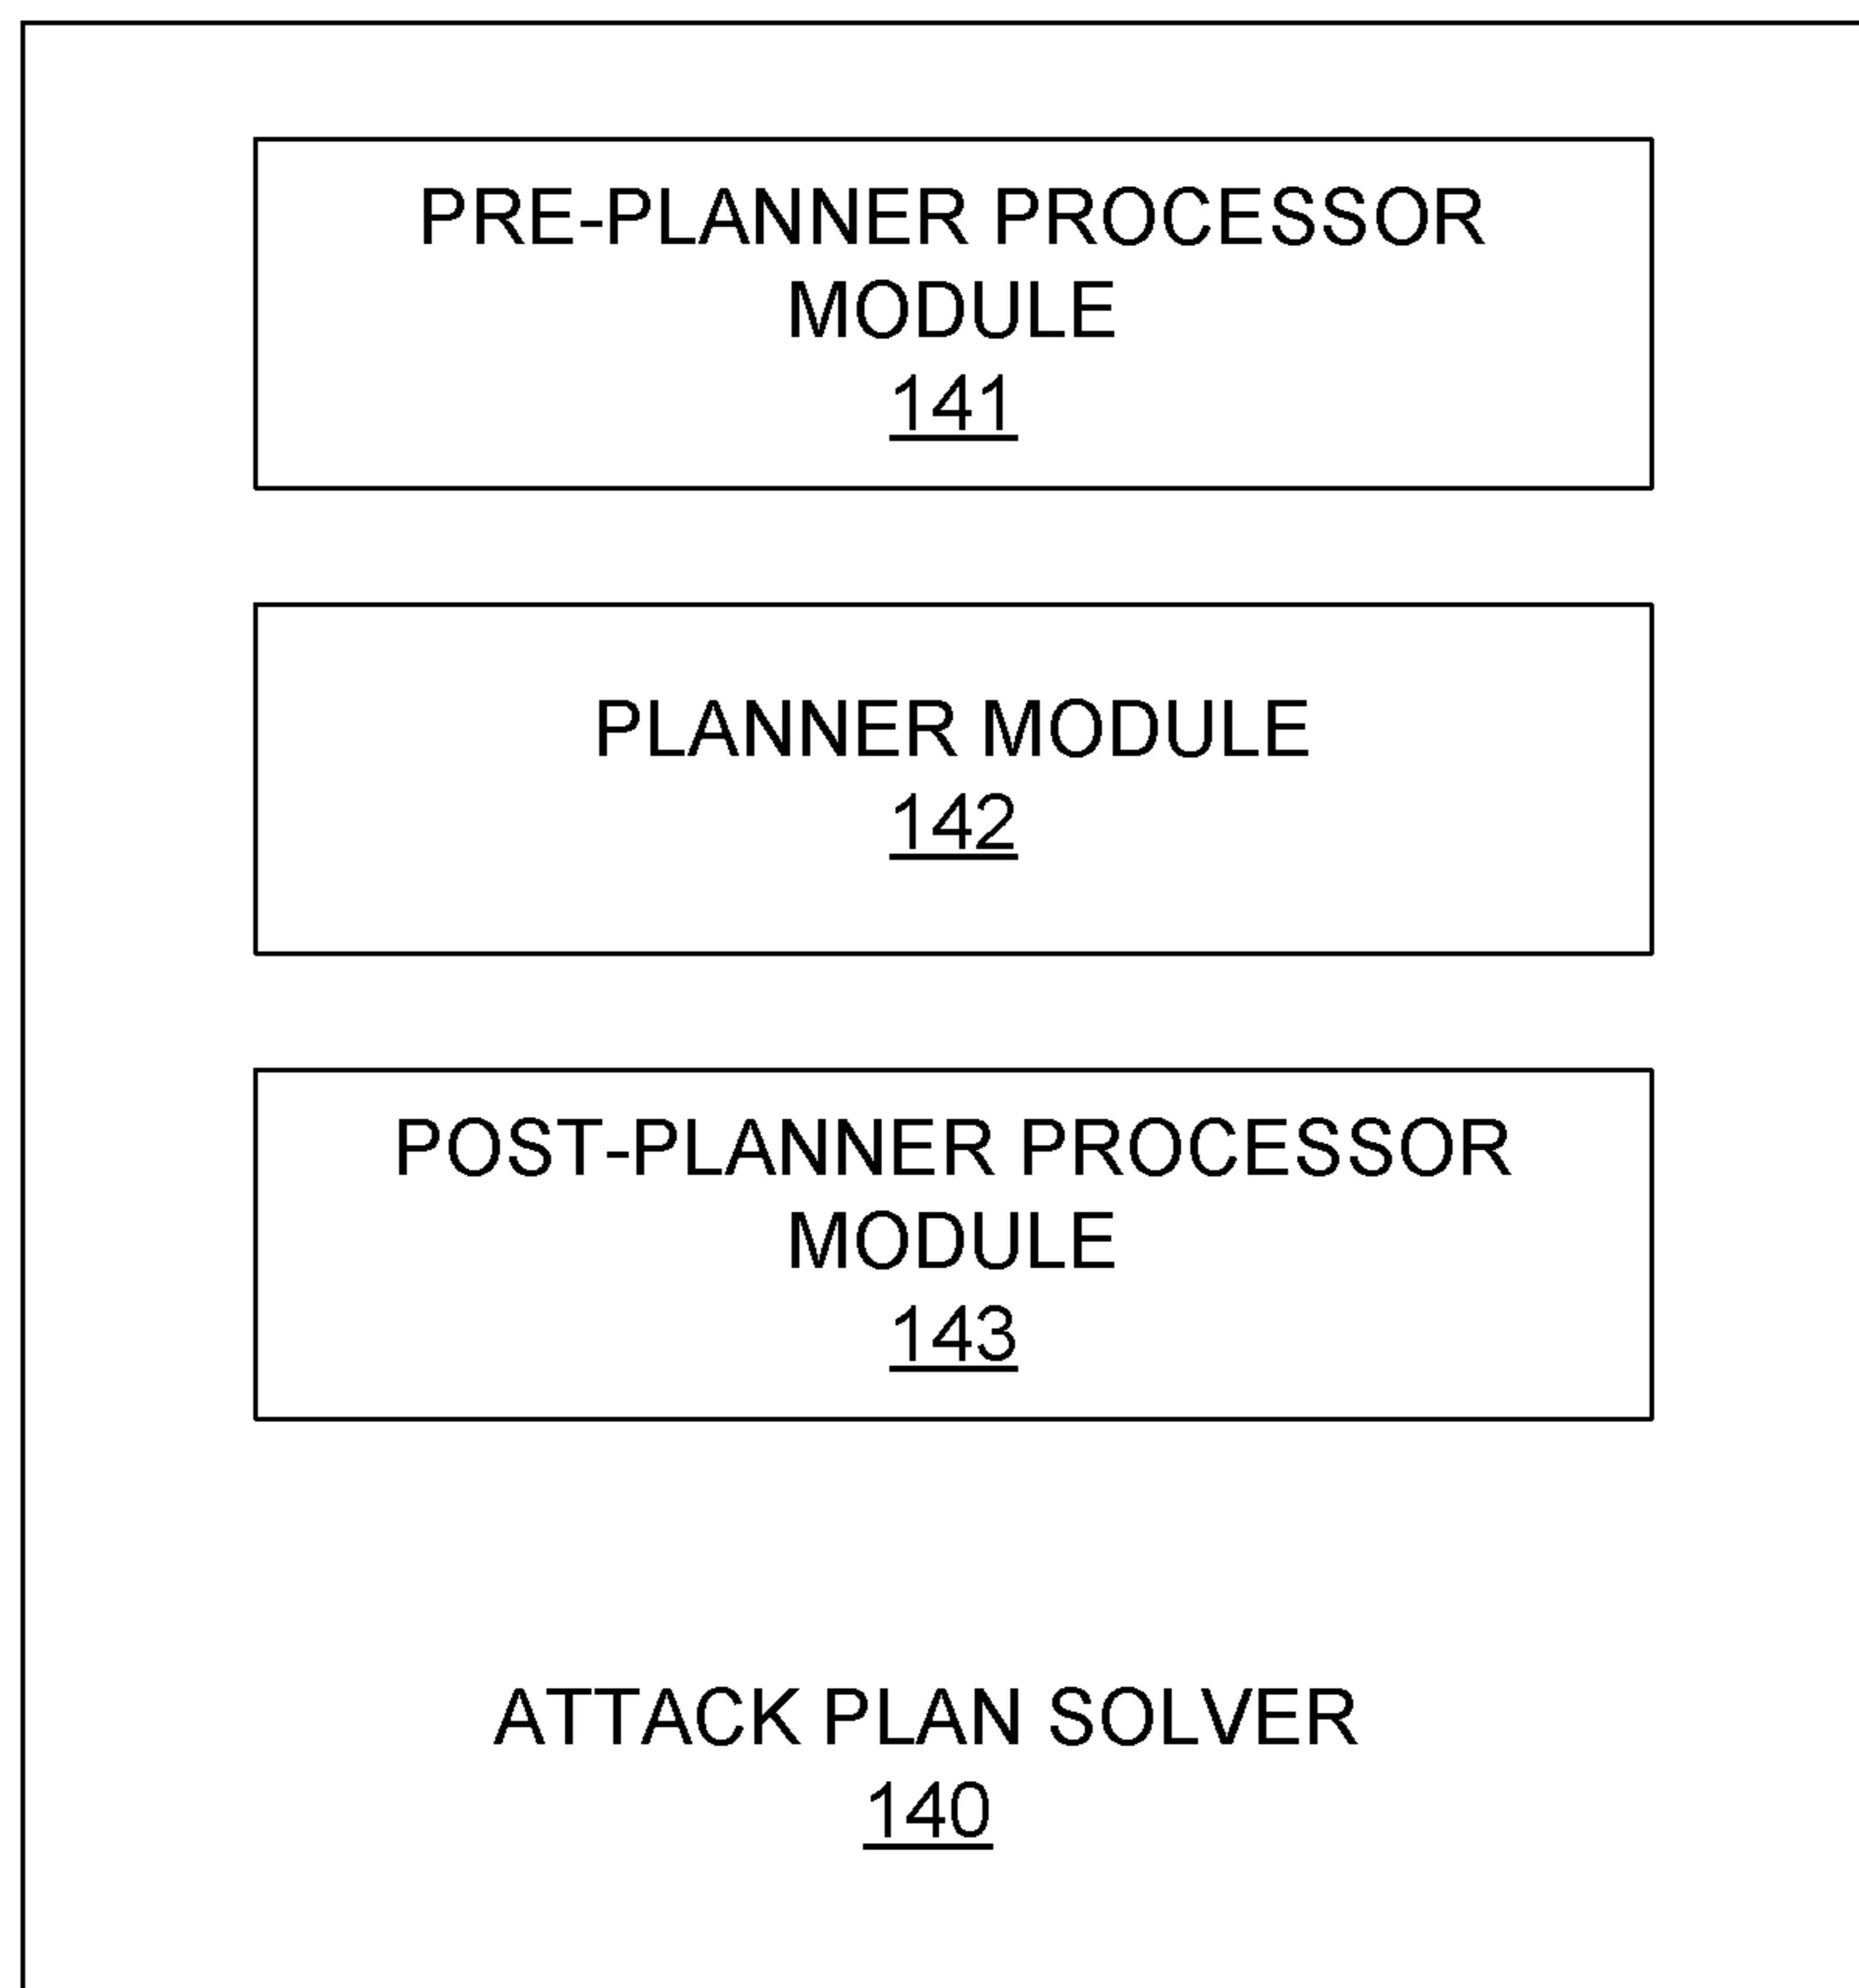 PRE-PLANNER PROCESSOR
MODULE
141
PLANNER MODULE
142
POST-PLANNER PROCESSOR
MODULE
143
ATTACK PLAN SOLVER
140